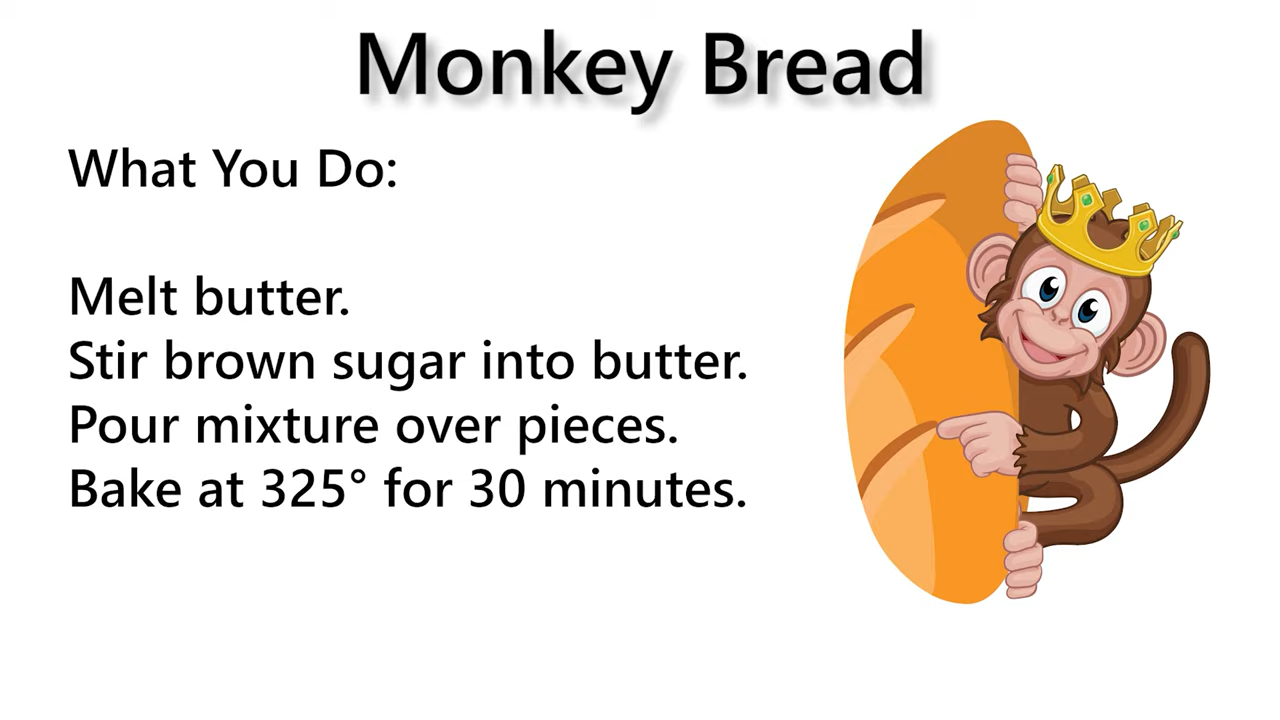 Monkey Bread
What You Do:
Melt butter.
Stir brown sugar into butter.
Pour mixture over pieces.
Bake at 325° for 30 minutes.